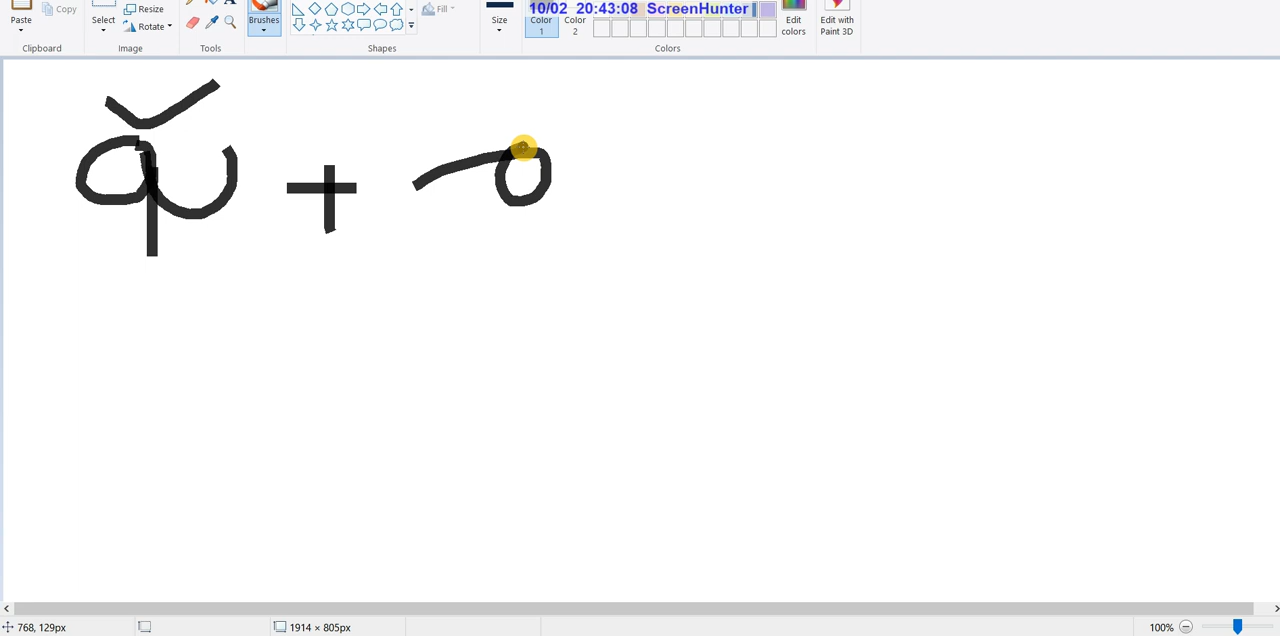 Paste
Copy
Select
Resize
Rotate
Brushes
Fill
Size
10/02 20:43:08 ScreenHunter
Color 1
Color 2
Edit colors
Edit with Paint 3D
Clipboard
Image
Tools
Shapes
Colors
+
768, 129px
1914 × 805px
100%